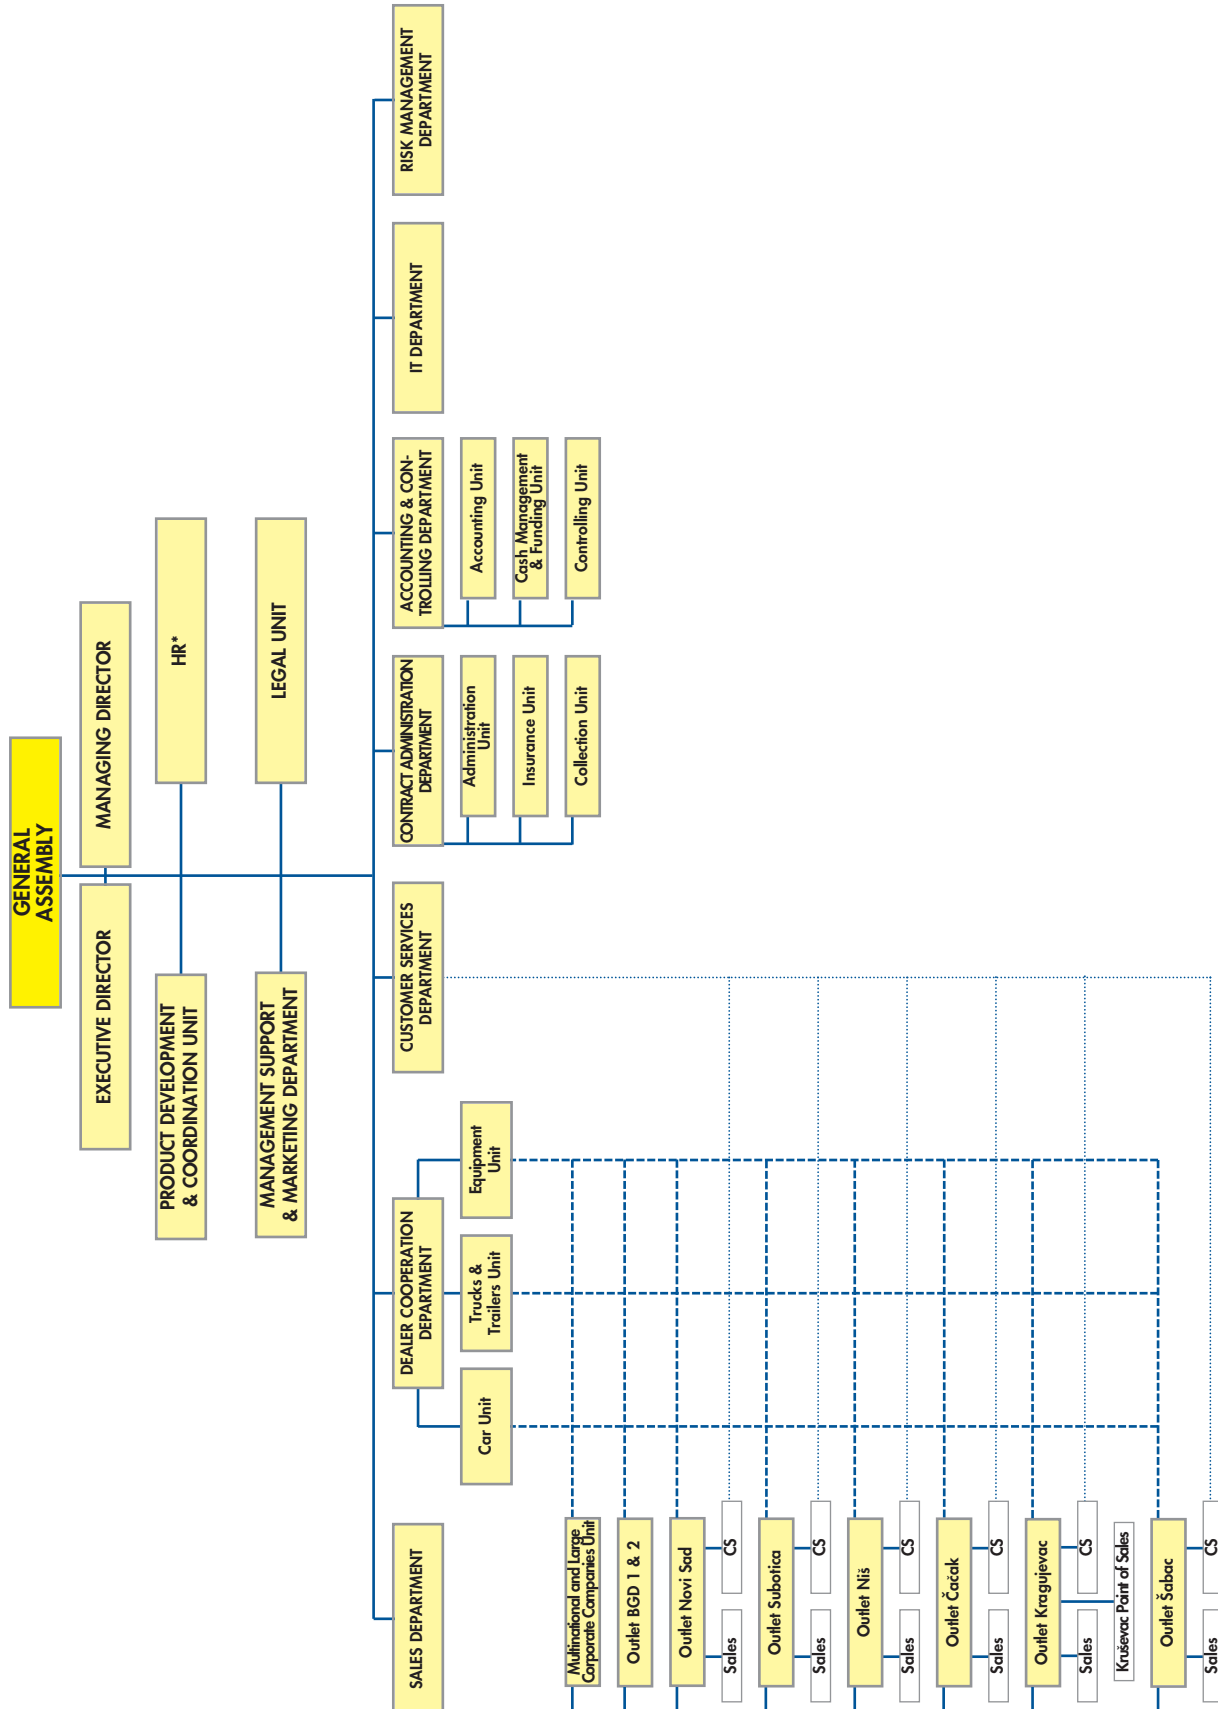 GENERAL
ASSEMBLY
EXECUTIVE DIRECTOR
MANAGING DIRECTOR
PRODUCT DEVELOPMENT
& COORDINATION UNIT
HR*
MANAGEMENT SUPPORT
& MARKETING DEPARTMENT
LEGAL UNIT
SALES DEPARTMENT
DEALER COOPERATION
DEPARTMENT
CUSTOMER SERVICES
DEPARTMENT
CONTRACT ADMINISTRATION
DEPARTMENT
ACCOUNTING & CON-
TROLLING DEPARTMENT
IT DEPARTMENT
RISK MANAGEMENT
DEPARTMENT
Car Unit
Trucks &
Trailers Unit
Equipment
Unit
Administration
Unit
Insurance Unit
Collection Unit
Accounting Unit
Cash Management
& Funding Unit
Controlling Unit
Multinational and Large
Corporate Companies Unit
Outlet BGD 1 & 2
Outlet Novi Sad
Sales
CS
Outlet Subotica
Sales
CS
Outlet Niš
Sales
CS
Outlet Čačak
Sales
CS
Outlet Kragujevac
Sales
CS
Kruševac Point of Sales
Outlet Šabac
Sales
CS